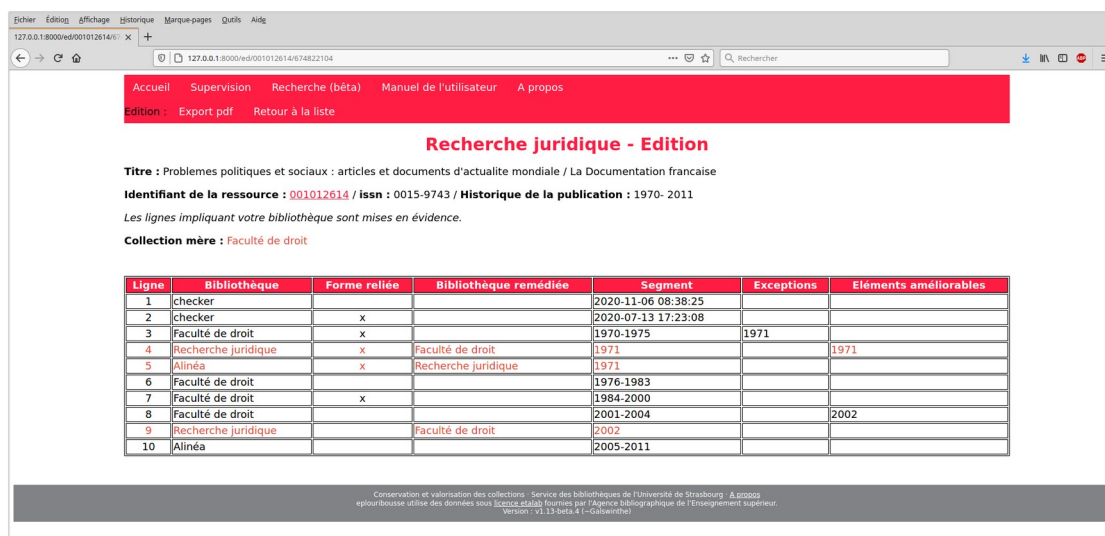 Fichier Édition Affichage Historique Marque-pages Outils Aide
127.0.0.1:8000/ed/001012614/67 × +
127.0.0.1:8000/ed/001012614/674822104 Rechercher
Accueil Supervision Recherche (bêta) Manuel de l'utilisateur A propos
Edition : Export pdf Retour à la liste
Recherche juridique - Edition
Titre : Problemes politiques et sociaux : articles et documents d'actualite mondiale / La Documentation francaise
Identifiant de la ressource : 001012614 / issn : 0015-9743 / Historique de la publication : 1970- 2011
Les lignes impliquant votre bibliothèque sont mises en évidence.
Collection mère : Faculté de droit
Ligne Bibliothèque Forme reliée Bibliothèque remédiée Segment Exceptions Eléments améliorables
1 checker 2020-11-06 08:38:25
2 checker x 2020-07-13 17:23:08
3 Faculté de droit x 1970-1975 1971
4 Recherche juridique x Faculté de droit 1971 1971
5 Alinéa x Recherche juridique 1971
6 Faculté de droit 1976-1983
7 Faculté de droit x 1984-2000
8 Faculté de droit 2001-2004 2002
9 Recherche juridique Faculté de droit 2002
10 Alinéa 2005-2011
Conservation et valorisation des collections - Service des bibliothèques de l'Université de Strasbourg - A propos
eplouribousse utilise des données sous licence etalab fournies par l'Agence bibliographique de l'Enseignement supérieur.
Version : v1.13-beta.4 (~Galswinthe)